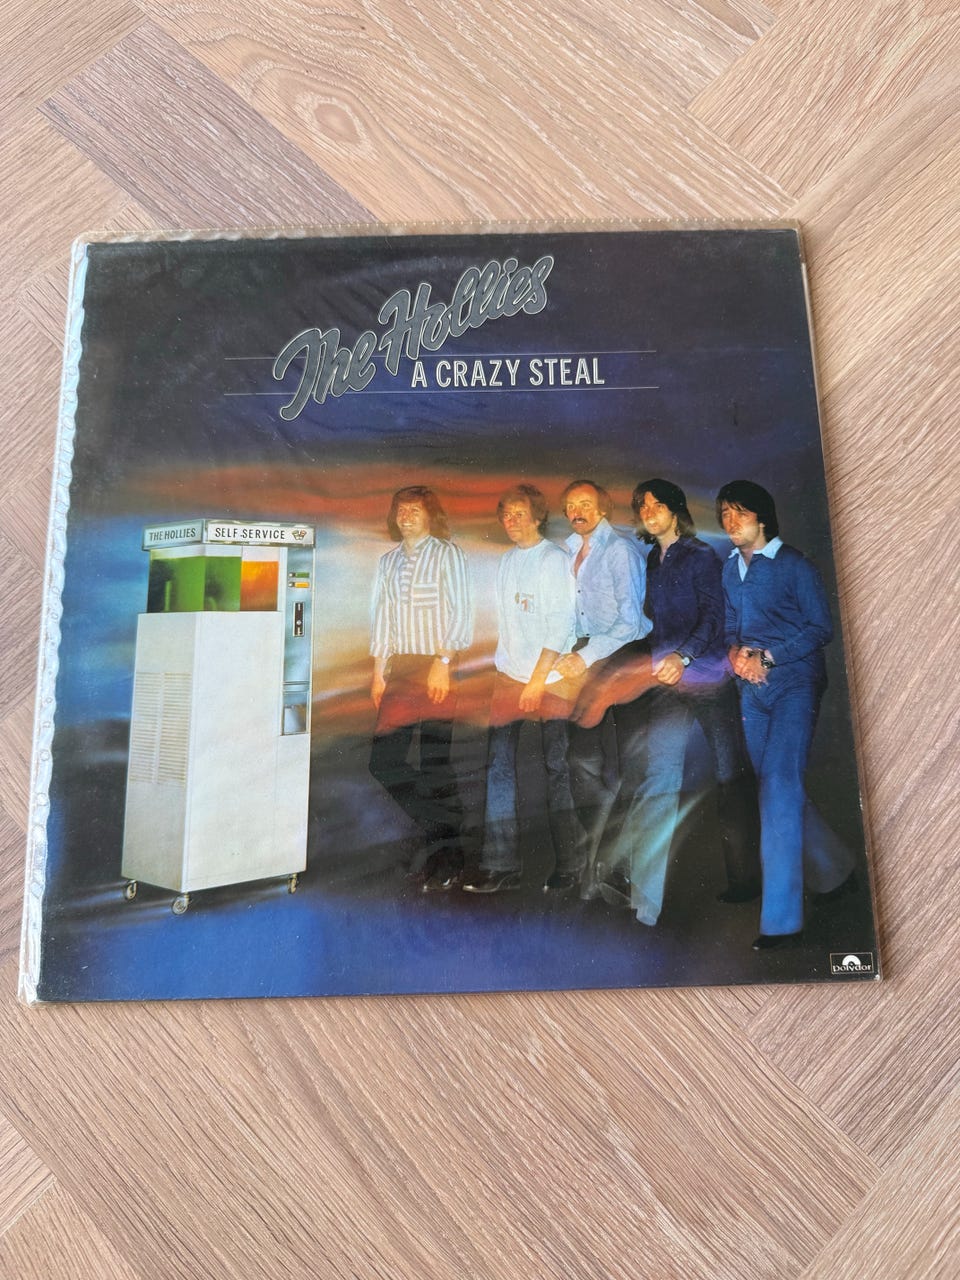 The Hollies
A CRAZY STEAL
THE HOLLIES
SELF-SERVICE
Polydor